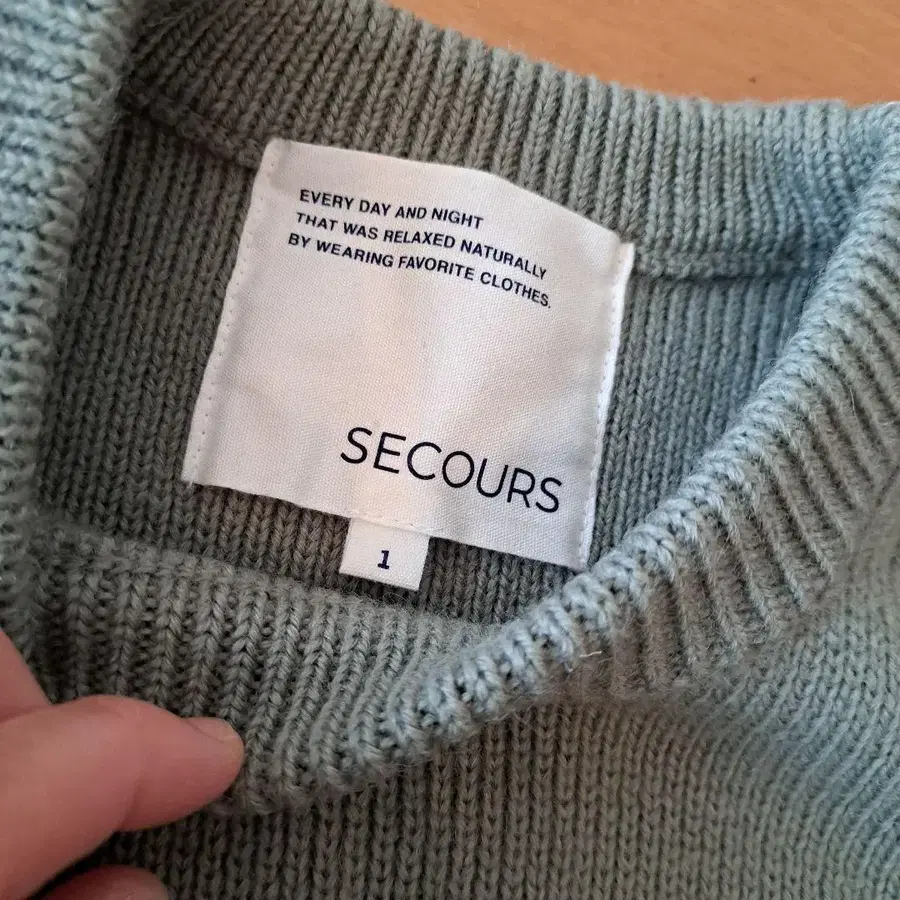 EVERY DAY AND NIGHT
THAT WAS RELAXED NATURALLY
BY WEARING FAVORITE CLOTHES.
SECOURS
1